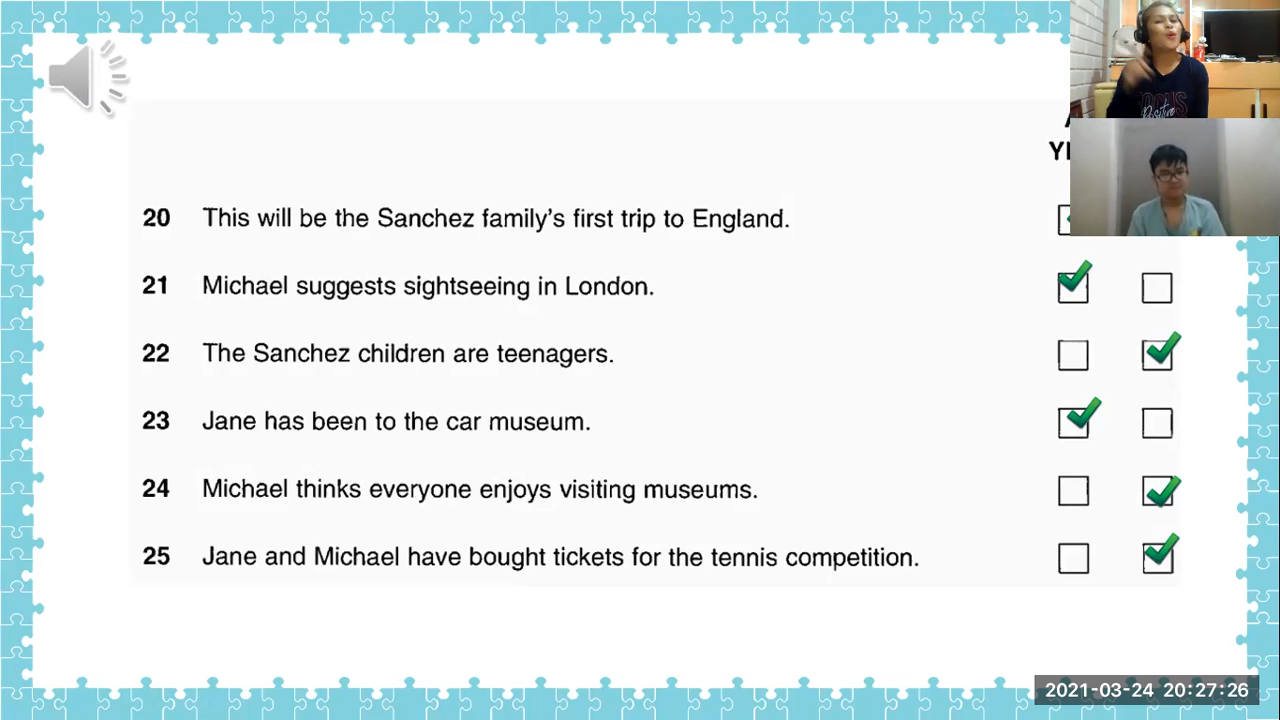 20 This will be the Sanchez family's first trip to England.
21 Michael suggests sightseeing in London.
22 The Sanchez children are teenagers.
23 Jane has been to the car museum.
24 Michael thinks everyone enjoys visiting museums.
25 Jane and Michael have bought tickets for the tennis competition.
2021-03-24 20:27:26